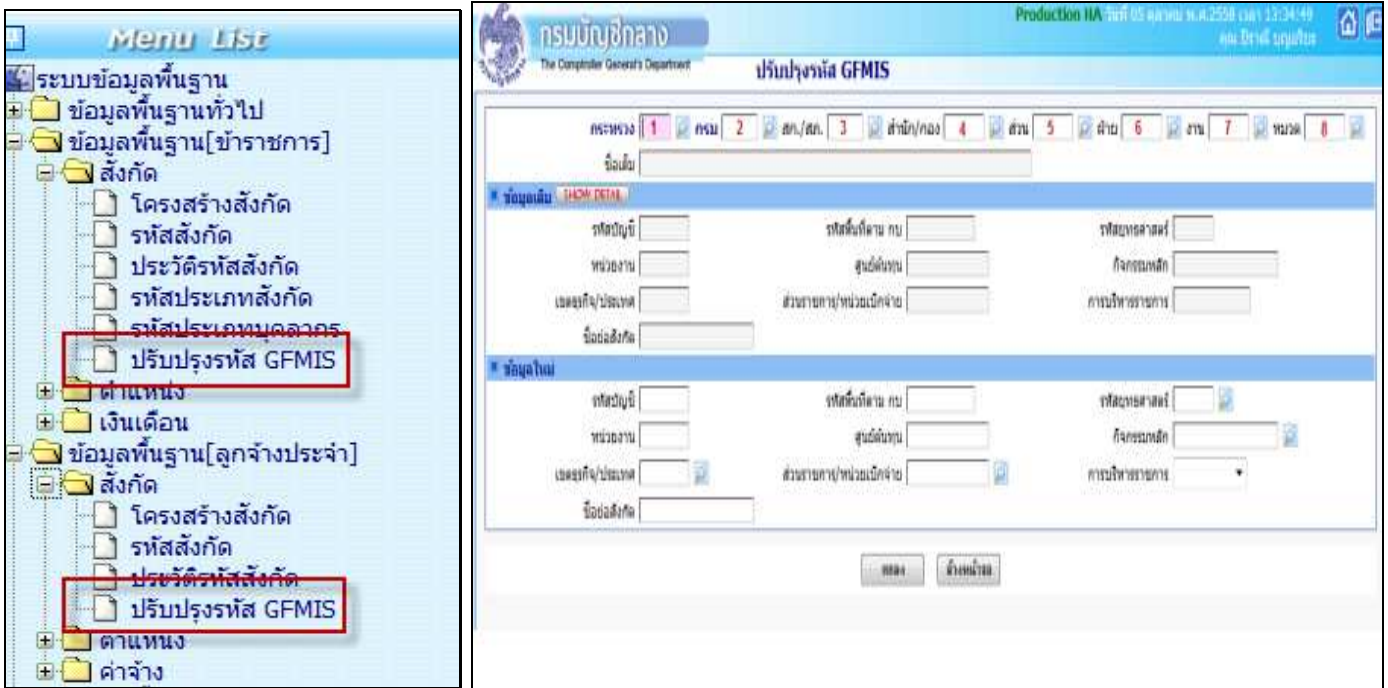 Menu List
ระบบข้อมูลพื้นฐาน
ข้อมูลพื้นฐานทั่วไป
ข้อมูลพื้นฐาน[ข้าราชการ]
สังกัด
โครงสร้างสังกัด
รหัสสังกัด
ประวัติรหัสสังกัด
รหัสประเภทสังกัด
รหัสประเภทบุคลากร
ปรับปรุงรหัส GFMIS
ตำแหน่ง
เงินเดือน
ข้อมูลพื้นฐาน[ลูกจ้างประจำ]
สังกัด
โครงสร้างสังกัด
รหัสสังกัด
ประวัติรหัสสังกัด
ปรับปรุงรหัส GFMIS
ตำแหน่ง
ค่าจ้าง
กรมบัญชีกลาง
The Comptroller General's Department
Production IIA วันที่ 05 ตุลาคม พ.ศ.2558 เวลา 13:34:49
คุณ
ปรับปรุงรหัส GFMIS
กระทรวง 1 กรม 2 สก./สถ. 3 สำนัก/กอง 4 ส่วน 5 ฝ่าย 6 งาน 7 หมวด 8
ชื่อเต็ม
ข้อมูลเดิม SHOW DETAIL
รหัสบัญชี รหัสพื้นที่ตาม กบ รหัสยุทธศาสตร์
หน่วยงาน ศูนย์ต้นทุน กิจกรรมหลัก
เขตธุรกิจ/ประเทศ ส่วนราชการ/หน่วยเบิกจ่าย การบริหารราชการ
ชื่อย่อสังกัด
ข้อมูลใหม่
รหัสบัญชี รหัสพื้นที่ตาม กบ รหัสยุทธศาสตร์
หน่วยงาน ศูนย์ต้นทุน กิจกรรมหลัก
เขตธุรกิจ/ประเทศ ส่วนราชการ/หน่วยเบิกจ่าย การบริหารราชการ
ชื่อย่อสังกัด
ตกลง ล้างหน้าจอ